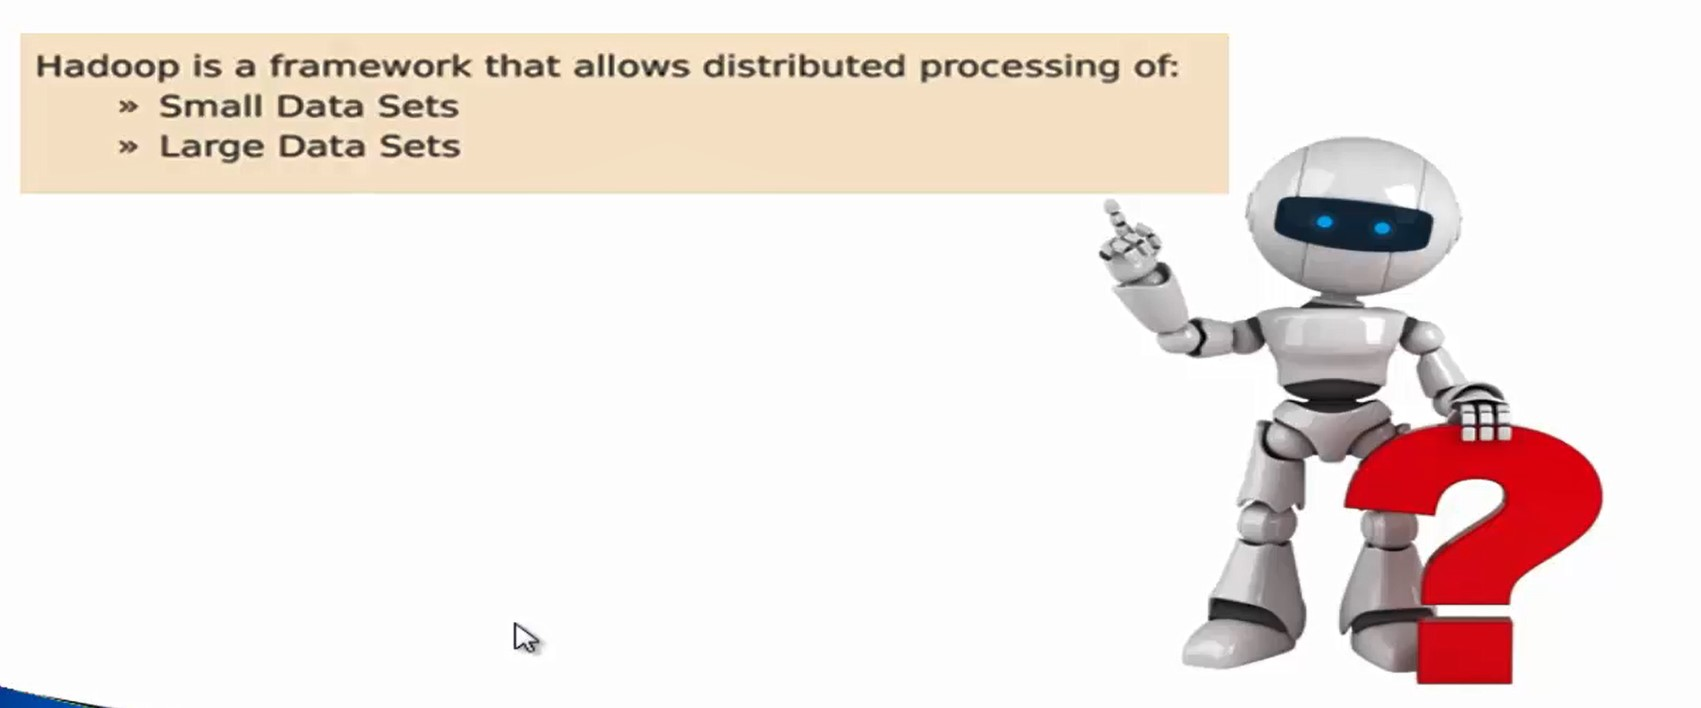 Hadoop is a framework that allows distributed processing of:
» Small Data Sets
» Large Data Sets